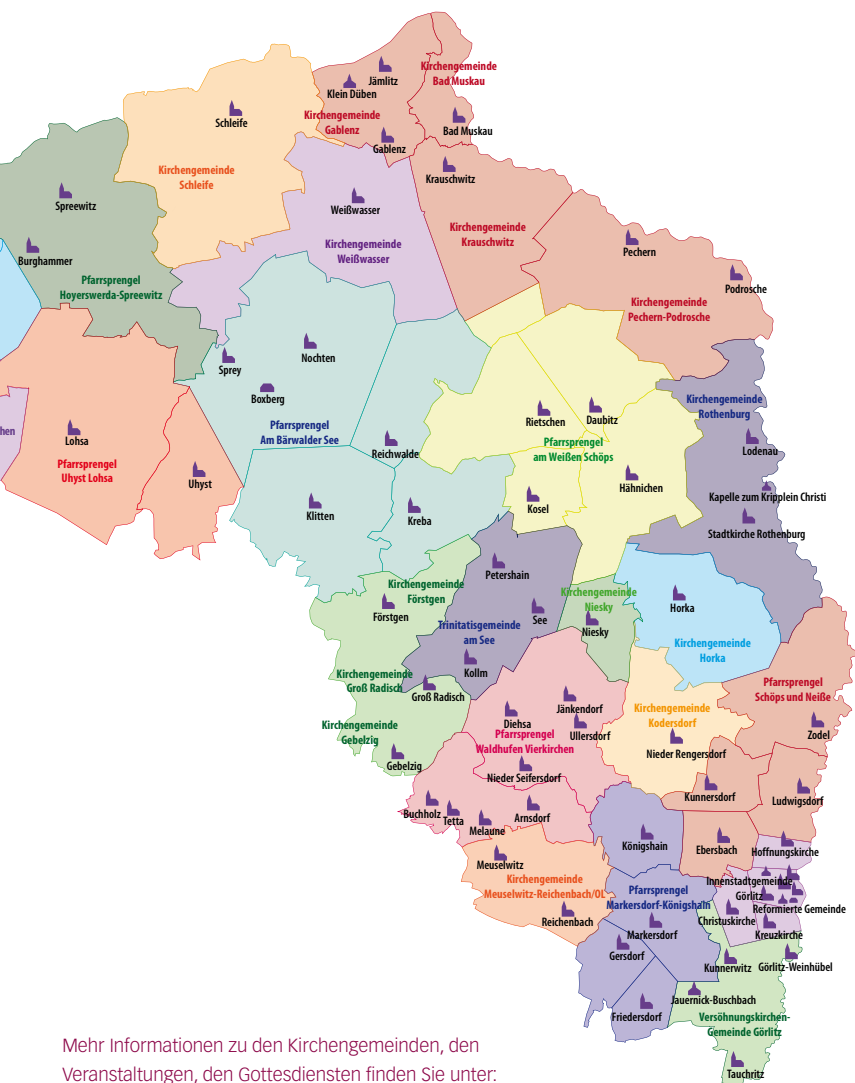 Kirchengemeinde
Bad Muskau
Jämlitz
Klein Düben
Schleife
Kirchengemeinde
Gablenz
Bad Muskau
Gablenz
Kirchengemeinde
Schleife
Krauschwitz
Spreewitz
Weißwasser
Kirchengemeinde
Krauschwitz
Kirchengemeinde
Weißwasser
Burghammer
Pechern
Pfarrsprengel
Hoyerswerda-Spreewitz
Podrosche
Kirchengemeinde
Pechern-Podrosche
Nochten
Sprey
Boxberg
Kirchengemeinde
Rothenburg
Rietschen
Daubitz
hen
Lohsa
Pfarrsprengel
Am Bärwalder See
Pfarrsprengel
am Weißen Schöps
Reichwalde
Lodenau
Pfarrsprengel
Uhyst Lohsa
Uhyst
Hähnichen
Kapelle zum Kripplein Christi
Klitten
Kreba
Kosel
Stadtkirche Rothenburg
Petershain
Kirchengemeinde
Förstgen
Kirchengemeinde
Niesky
Förstgen
See
Horka
Trinitatisgemeinde
am See
Niesky
Kirchengemeinde
Horka
Kollm
Kirchengemeinde
Groß Radisch
Groß Radisch
Pfarrsprengel
Schöps und Neiße
Jänkendorf
Kirchengemeinde
Kodersdorf
Kirchengemeinde
Gebelzig
Diehsa
Ullersdorf
Zodel
Pfarrsprengel
Waldhufen Vierkirchen
Nieder Rengersdorf
Gebelzig
Nieder Seifersdorf
Kunnersdorf
Ludwigsdorf
Buchholz
Tetta
Arnsdorf
Melaune
Königshain
Ebersbach
Hoffnungskirche
Meuselwitz
Kirchengemeinde
Meuselwitz-Reichenbach/OL
Innenstadtgemeinde
Görlitz
Pfarrsprengel
Markersdorf-Königshain
Reformierte Gemeinde
Reichenbach
Christuskirche
Markersdorf
Kreuzkirche
Gersdorf
Kunnerwitz
Görlitz-Weinhübel
Jauernick-Buschbach
Friedersdorf
Versöhnungskirchen-
Gemeinde Görlitz
Tauchritz
Mehr Informationen zu den Kirchengemeinden, den
Veranstaltungen, den Gottesdiensten finden Sie unter: